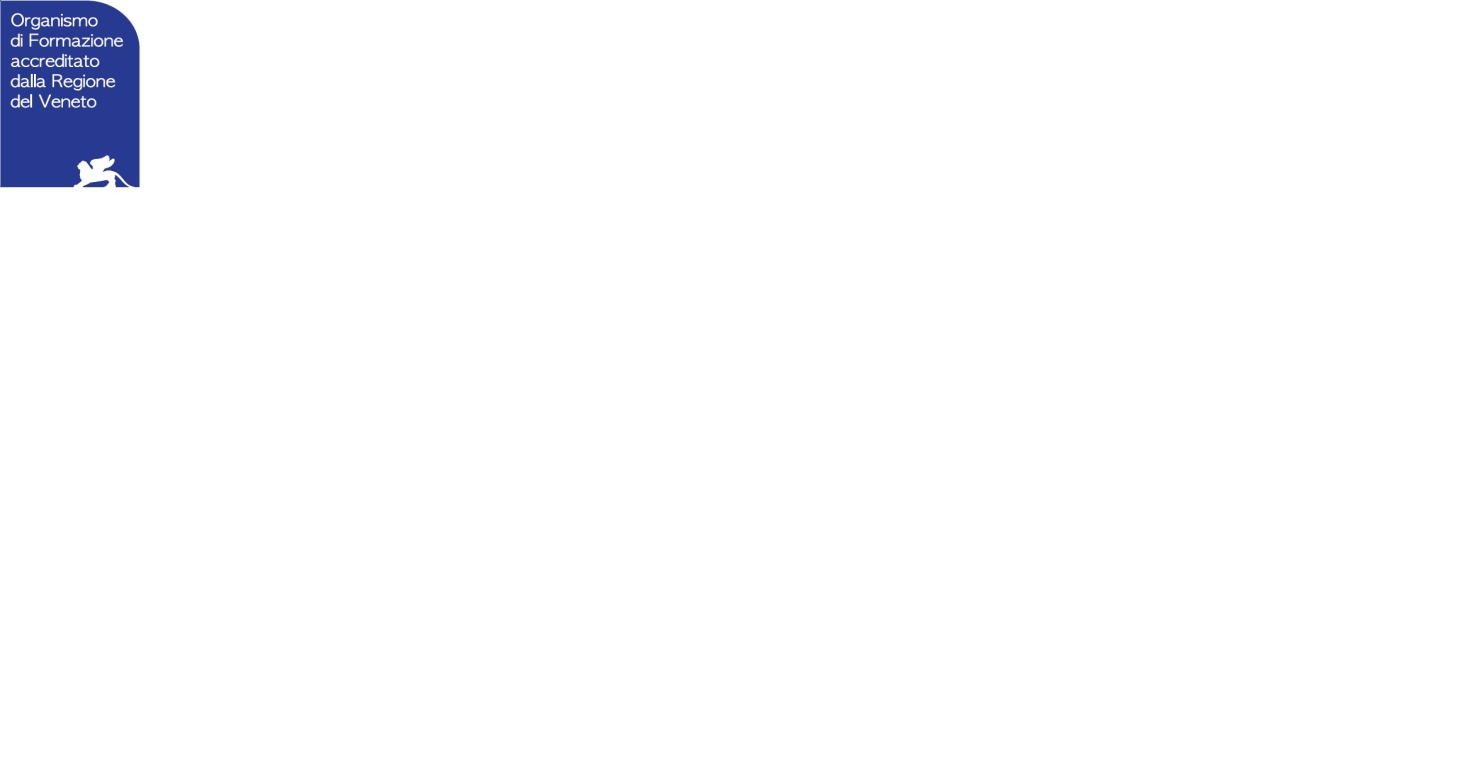 Organismo
di Formazione
accreditato
dalla Regione
del Veneto